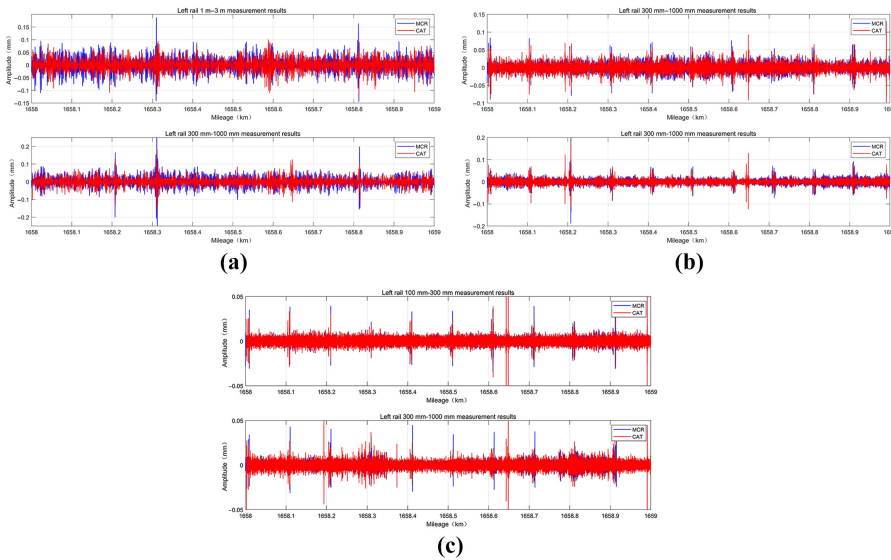 Left rail 1 m−3 m measurement results
Amplitude (mm)
0.15
0.1
0.05
0
-0.05
-0.1
-0.15
MCR
CAT
1658 1658.1 1658.2 1658.3 1658.4 1658.5 1658.6 1658.7 1658.8 1658.9 1659
Mileage（km）
Left rail 300 mm-1000 mm measurement results
Amplitude (mm)
0.2
0.1
0
-0.1
-0.2
MCR
CAT
1658 1658.1 1658.2 1658.3 1658.4 1658.5 1658.6 1658.7 1658.8 1658.9 1659
Mileage（km）
(a)
Left rail 300 mm−1000 mm measurement results
Amplitude (mm)
0.15
0.1
0.05
0
-0.05
-0.1
MCR
CAT
1658 1658.1 1658.2 1658.3 1658.4 1658.5 1658.6 1658.7 1658.8 1658.9 165
Mileage（km）
Left rail 300 mm-1000 mm measurement results
Amplitude (mm)
0.2
0.1
0
-0.1
-0.2
MCR
CAT
1658 1658.1 1658.2 1658.3 1658.4 1658.5 1658.6 1658.7 1658.8 1658.9 165
Mileage（km）
(b)
Left rail 100 mm-300 mm measurement results
Amplitude (mm)
0.05
0
-0.05
MCR
CAT
1658 1658.1 1658.2 1658.3 1658.4 1658.5 1658.6 1658.7 1658.8 1658.9 1659
Mileage（km）
Left rail 300 mm-1000 mm measurement results
Amplitude (mm)
0.05
0
-0.05
MCR
CAT
1658 1658.1 1658.2 1658.3 1658.4 1658.5 1658.6 1658.7 1658.8 1658.9 1659
Mileage（km）
(c)